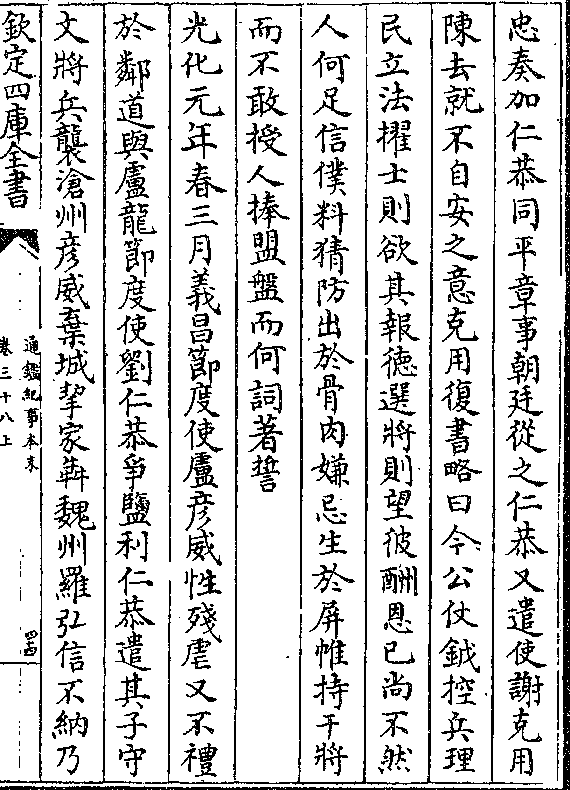 忠奏加仁恭同平章事朝廷從之仁恭又遣使謝克用
陳去就不自安之意克用復書略曰今公仗鉞控兵理
民立法擢士則欲其報徳選將則望彼酬恩已尚不然
人何足信僕料猜防出於骨肉嫌忌生於屏帷持干將
而不敢授人捧盟盤而何詞著誓
光化元年春三月義昌節度使盧彦威性殘虐又不禮
於鄰道與盧龍節度使劉仁恭爭鹽利仁恭遣其子守
文將兵襲滄州彦威棄城挈家奔魏州羅弘信不納乃
欽定四庫全書
通鑑紀事本末
卷三十八上
四